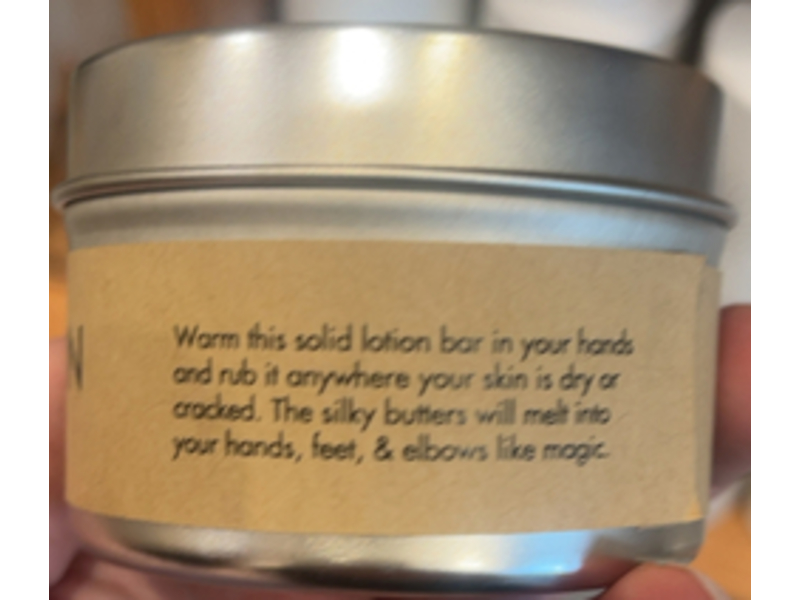 N
Warm this solid lotion bar in your hands
and rub it anywhere your skin is dry or
cracked. The silky butters will melt into
your hands, feet, & elbows like magic.